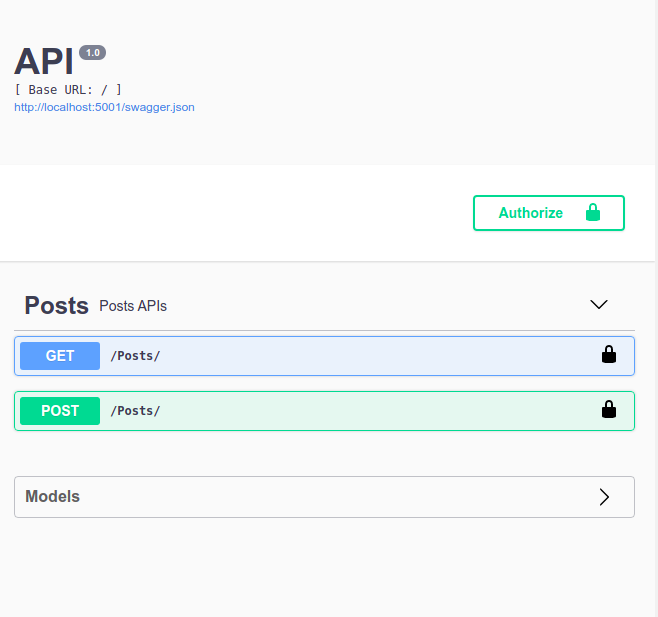 API 1.0
[ Base URL: / ]
http://localhost:5001/swagger.json
Authorize
Posts Posts APIs
GET /Posts/
POST /Posts/
Models